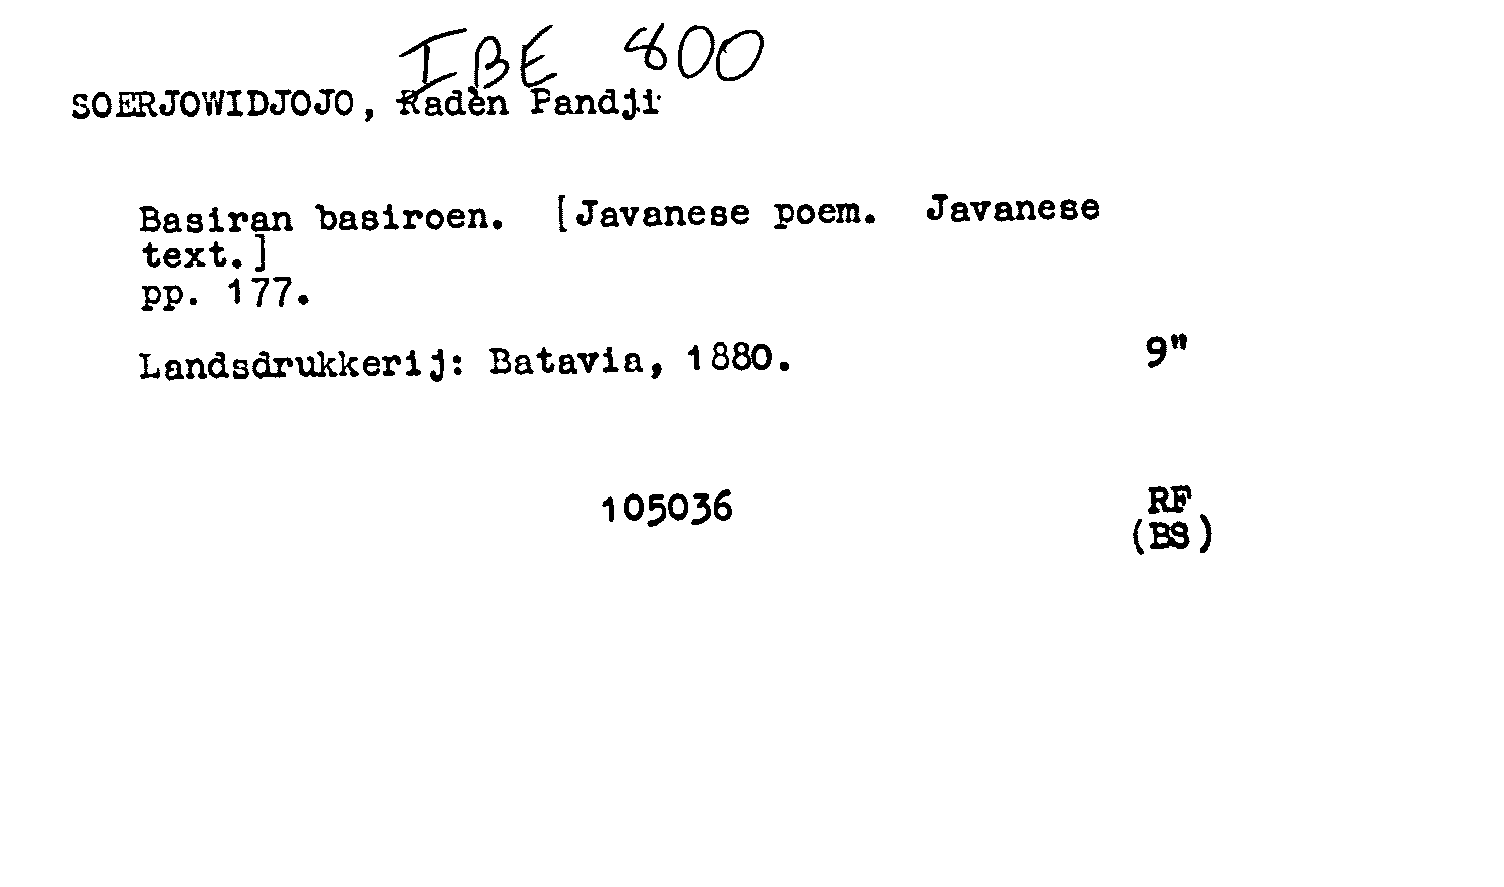 IBE 800
SOERJOWIDJOJO, Raden Pandji
Basiran basiroen. [Javanese poem. Javanese
text.]
pp. 177.
Landsdrukkerij: Batavia, 1880. 9"
105036 RF
(BS)